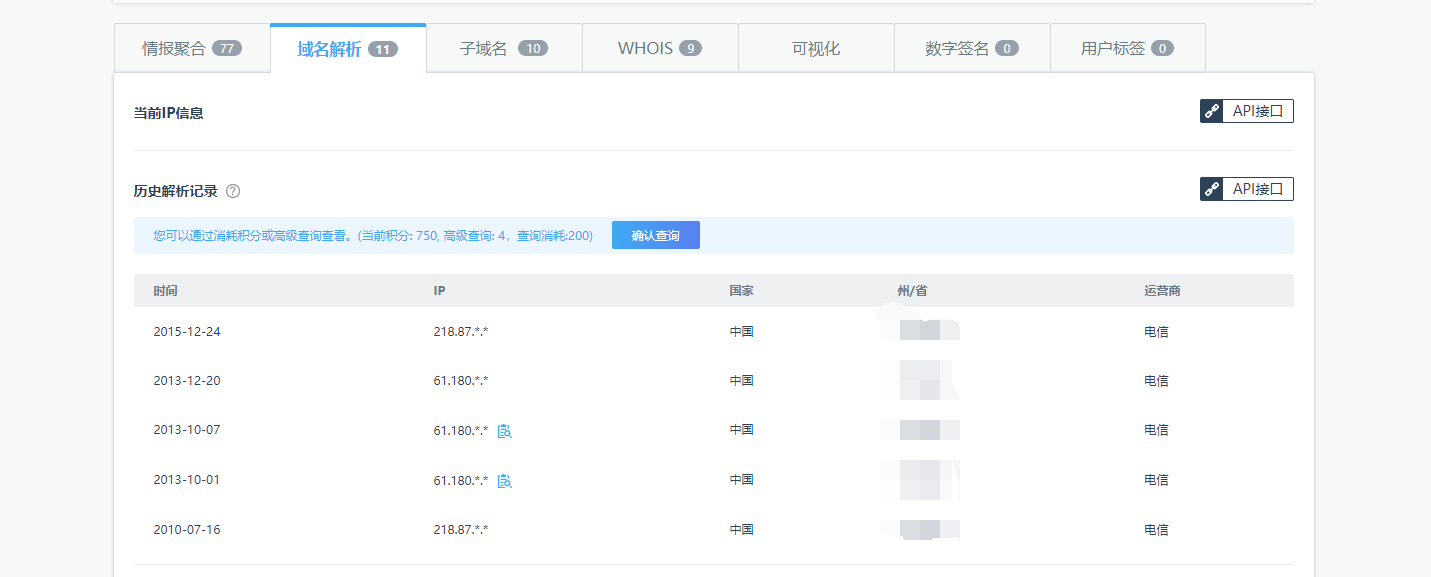 情报聚合 77 域名解析 11 子域名 10 WHOIS 9 可视化 数字签名 0 用户标签 0
当前IP信息 API接口
历史解析记录 ? API接口
您可以通过消耗积分或高级查询查看。(当前积分: 750, 高级查询: 4，查询消耗:200) 确认查询
时间 IP 国家 州/省 运营商
2015-12-24 218.87.*.* 中国 电信
2013-12-20 61.180.*.* 中国 电信
2013-10-07 61.180.*.* 中国 电信
2013-10-01 61.180.*.* 中国 电信
2010-07-16 218.87.*.* 中国 电信